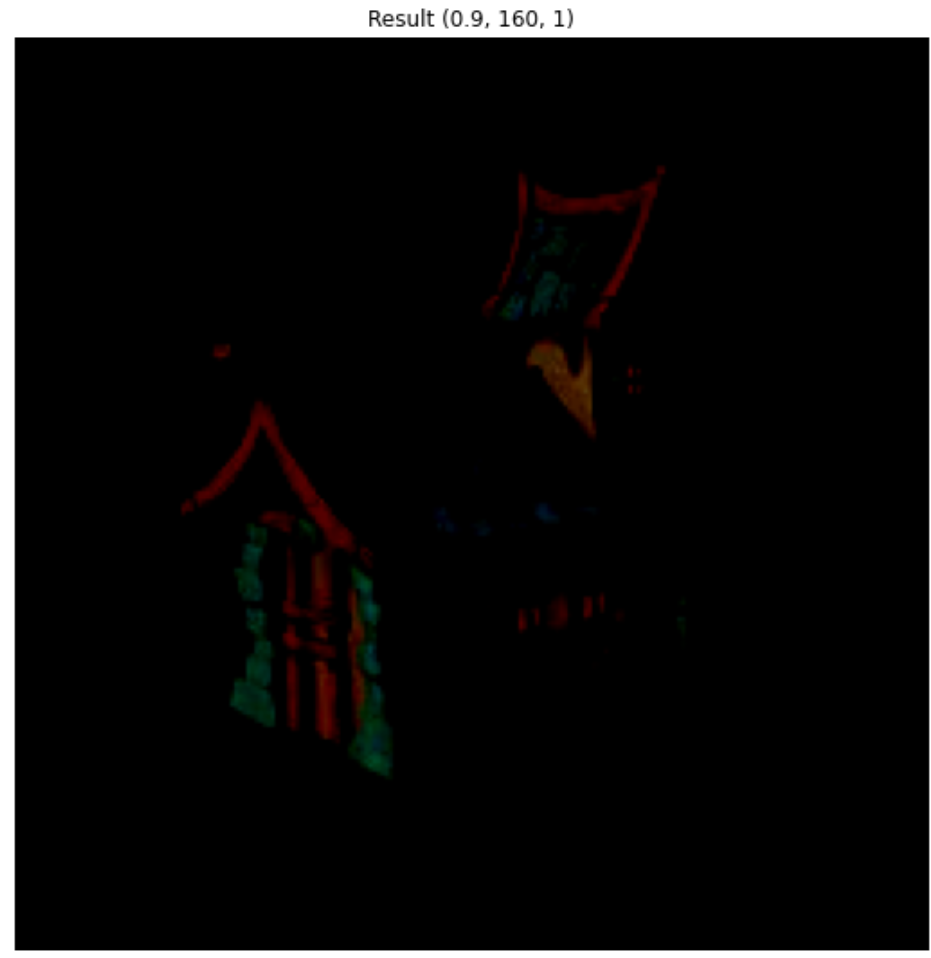 Result (0.9, 160, 1)